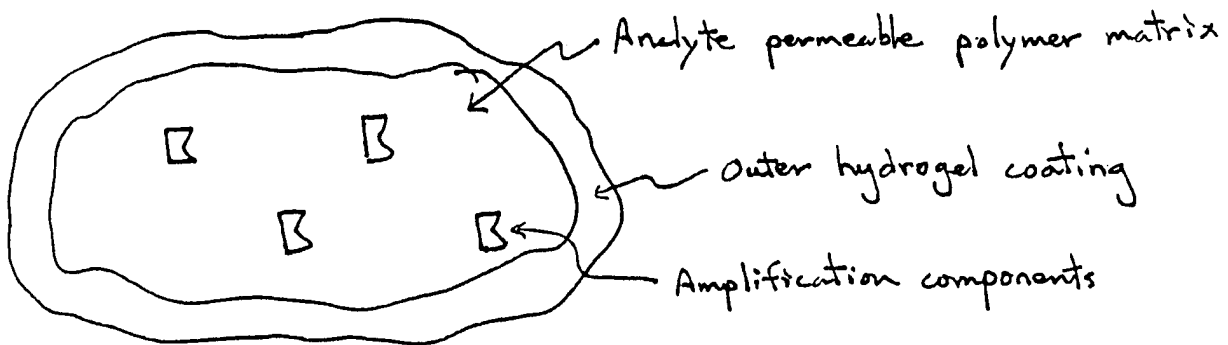 Analyte permeable polymer matrix
Outer hydrogel coating
Amplification components